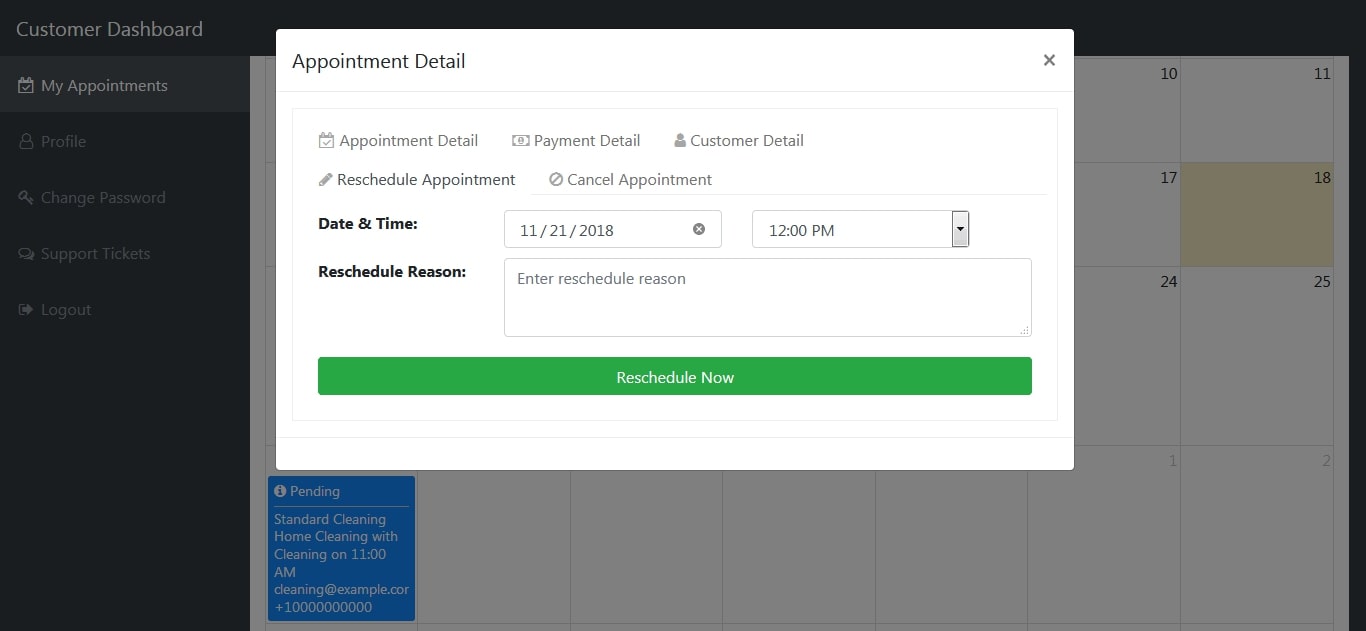 Customer Dashboard
My Appointments
Profile
Change Password
Support Tickets
Logout
Appointment Detail
×
Appointment Detail Payment Detail Customer Detail
Reschedule Appointment Cancel Appointment
Date & Time: 11 / 21 / 2018 12:00 PM
Reschedule Reason: Enter reschedule reason
Reschedule Now
10 11
17 18
24 25
1 2
Pending
Standard Cleaning
Home Cleaning with
Cleaning on 11:00
AM
cleaning@example.cor
+10000000000